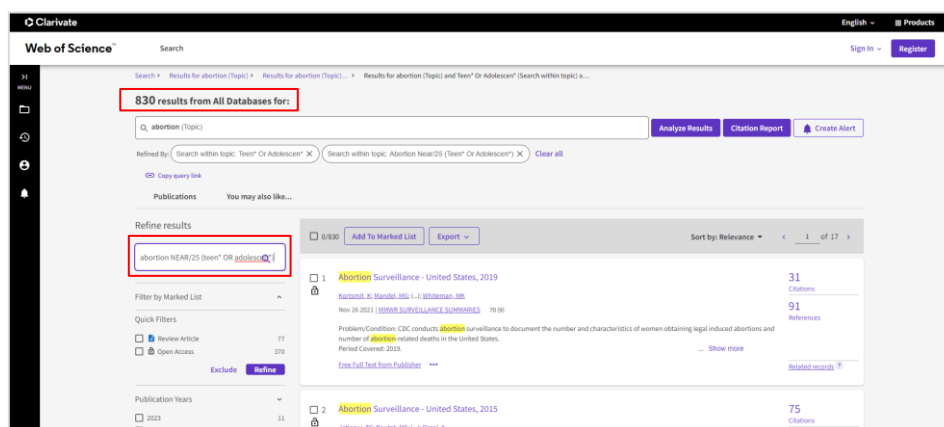 Clarivate English Products
Web of Science™ Search Sign In Register
MENU
Search > Results for abortion (Topic) > Results for abortion (Topic)... > Results for abortion (Topic) and Teen* Or Adolescen* (Search within topic) a...
830 results from All Databases for:
abortion (Topic) Analyze Results Citation Report Create Alert
Refined By: Search within topic: Teen* Or Adolescen* X Search within topic: Abortion Near/25 (Teen* Or Adolescen*) X Clear all
Copy query link
Publications You may also like...
Refine results
0/830 Add To Marked List Export Sort by: Relevance < 1 of 17 >
abortion NEAR/25 (teen* OR adolescen*)
1 Abortion Surveillance - United States, 2019 31
Citations
Kortsmit, K; Mandel, MG; (...); Whiteman, MK
Nov 26 2021 | MMWR SURVEILLANCE SUMMARIES 70 (9) 91
References
Filter by Marked List
Quick Filters
Problem/Condition: CDC conducts abortion surveillance to document the number and characteristics of women obtaining legal induced abortions and
number of abortion-related deaths in the United States.
Period Covered: 2019. ... Show more
Review Article 77
Open Access 370
Free Full Text from Publisher ••• Related records ?
Exclude Refine
Publication Years
2023 11
2 Abortion Surveillance - United States, 2015 75
Citations